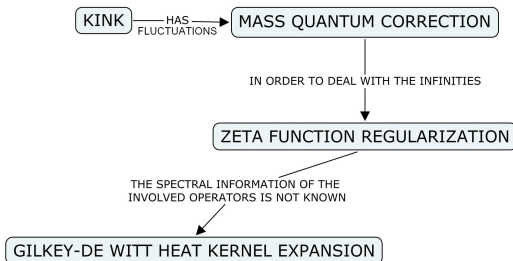 KINK
HAS
FLUCTUATIONS
MASS QUANTUM CORRECTION
IN ORDER TO DEAL WITH THE INFINITIES
ZETA FUNCTION REGULARIZATION
THE SPECTRAL INFORMATION OF THE
INVOLVED OPERATORS IS NOT KNOWN
GILKEY-DE WITT HEAT KERNEL EXPANSION